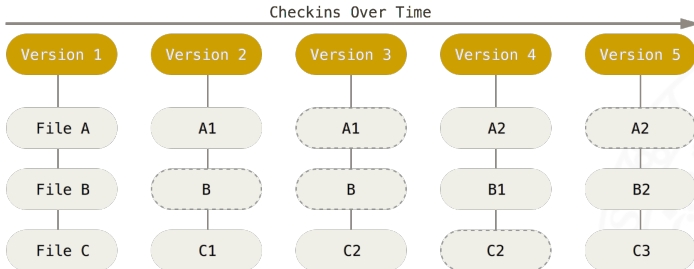 Checkins Over Time
Version 1 Version 2 Version 3 Version 4 Version 5
File A A1 A1 A2 A2
File B B B B1 B2
File C C1 C2 C2 C3